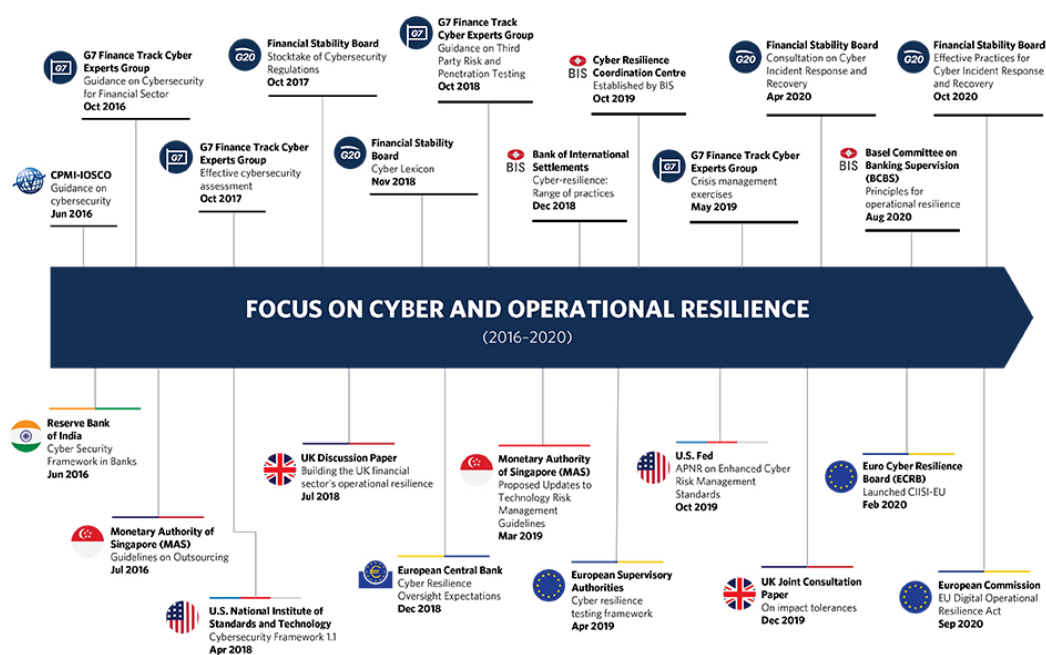 G7
G7 Finance Track Cyber
Experts Group
Guidance on Cybersecurity
for Financial Sector
Oct 2016
G20
Financial Stability Board
Stocktake of Cybersecurity
Regulations
Oct 2017
G7
G7 Finance Track
Cyber Experts Group
Guidance on Third
Party Risk and
Penetration Testing
Oct 2018
BIS
Cyber Resilience
Coordination Centre
Established by BIS
Oct 2019
G20
Financial Stability Board
Consultation on Cyber
Incident Response and
Recovery
Apr 2020
G20
Financial Stability Board
Effective Practices for
Cyber Incident Response
and Recovery
Oct 2020
CPMI-IOSCO
Guidance on
cybersecurity
Jun 2016
G7
G7 Finance Track Cyber
Experts Group
Effective cybersecurity
assessment
Oct 2017
G20
Financial Stability
Board
Cyber Lexicon
Nov 2018
BIS
Bank of International
Settlements
Cyber-resilience:
Range of practices
Dec 2018
G7
G7 Finance Track Cyber
Experts Group
Crisis management
exercises
May 2019
BIS
Basel Committee on
Banking Supervision
(BCBS)
Principles for
operational resilience
Aug 2020
FOCUS ON CYBER AND OPERATIONAL RESILIENCE
(2016–2020)
Reserve Bank
of India
Cyber Security
Framework in Banks
Jun 2016
Monetary Authority of
Singapore (MAS)
Guidelines on Outsourcing
Jul 2016
U.S. National Institute of
Standards and Technology
Cybersecurity Framework 1.1
Apr 2018
UK Discussion Paper
Building the UK financial
sector's operational resilience
Jul 2018
European Central Bank
Cyber Resilience
Oversight Expectations
Dec 2018
Monetary Authority
of Singapore (MAS)
Proposed Updates to
Technology Risk
Management
Guidelines
Mar 2019
European Supervisory
Authorities
Cyber resilience
testing framework
Apr 2019
U.S. Fed
APNR on Enhanced Cyber
Risk Management
Standards
Oct 2019
UK Joint Consultation
Paper
On impact tolerances
Dec 2019
Euro Cyber Resilience
Board (ECRB)
Launched CIISI-EU
Feb 2020
European Commission
EU Digital Operational
Resilience Act
Sep 2020